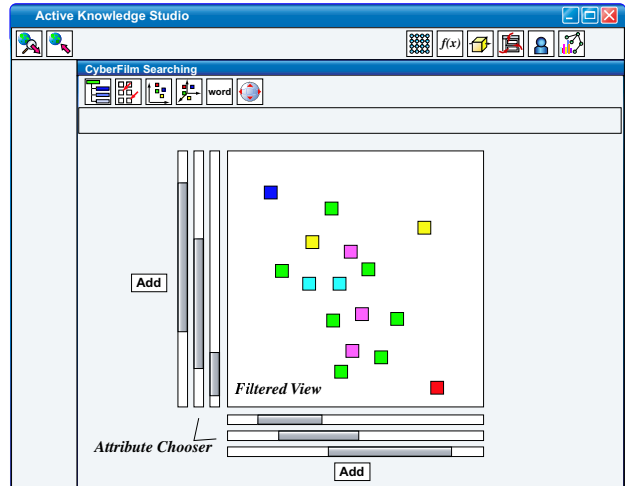 Active Knowledge Studio
f(x)
CyberFilm Searching
word
Add
Filtered View
Attribute Chooser
Add